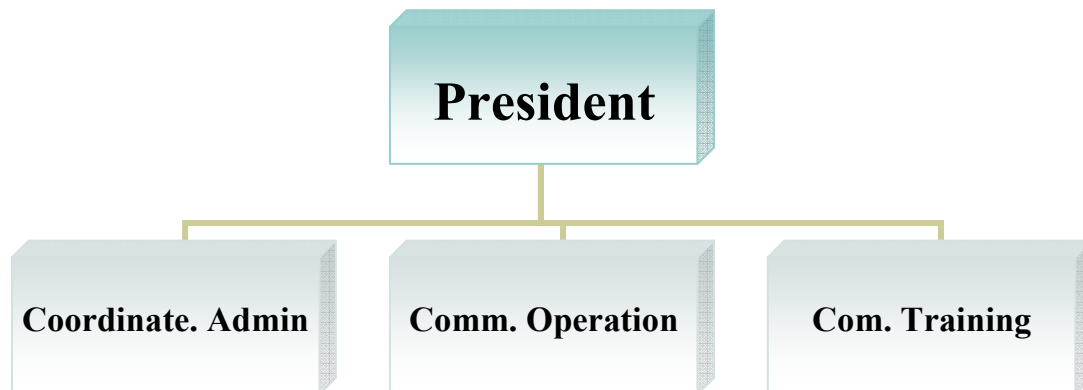 President
Coordinate. Admin
Comm. Operation
Com. Training